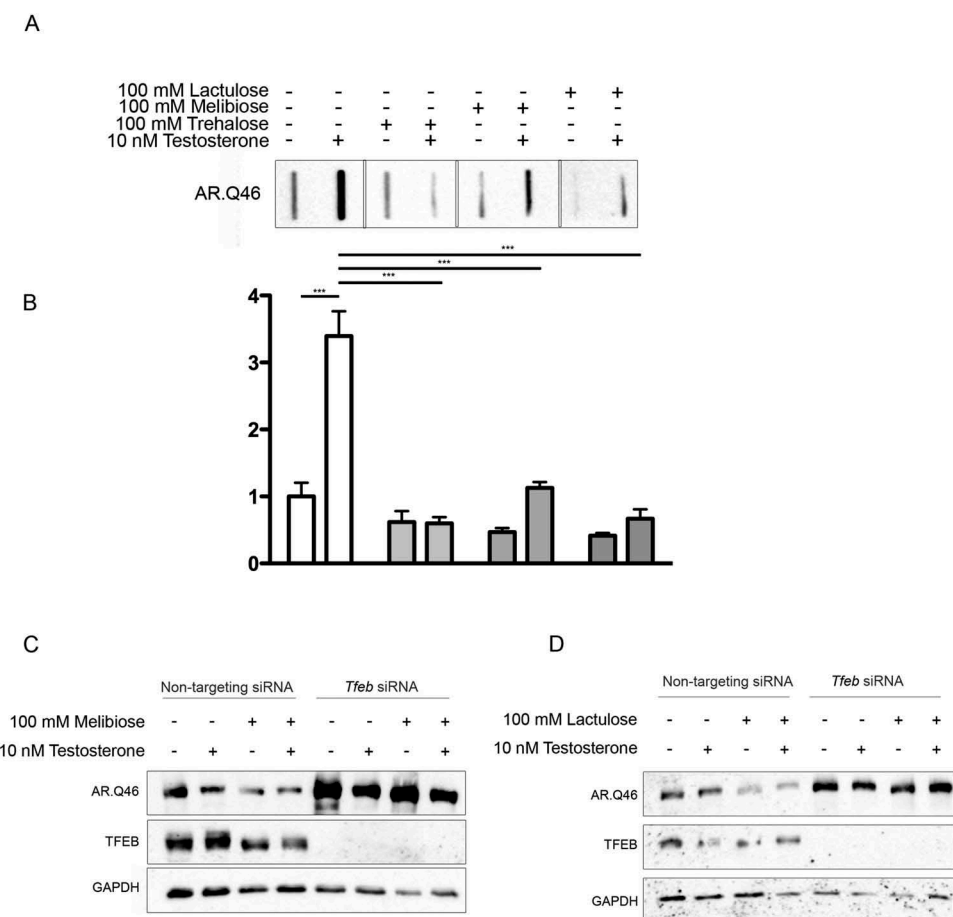 A
100 mM Lactulose - - - - - - + +
100 mM Melibiose - - - - + + - -
100 mM Trehalose - - + + - - - -
10 nM Testosterone - + - + - + - +
AR.Q46
***
***
***
***
B
4
3
2
1
0
C
Non-targeting siRNA Tfeb siRNA
100 mM Melibiose - - + + - - + +
10 nM Testosterone - + - + - + - +
AR.Q46
TFEB
GAPDH
D
Non-targeting siRNA Tfeb siRNA
100 mM Lactulose - - + + - - + +
10 nM Testosterone - + - + - + - +
AR.Q46
TFEB
GAPDH